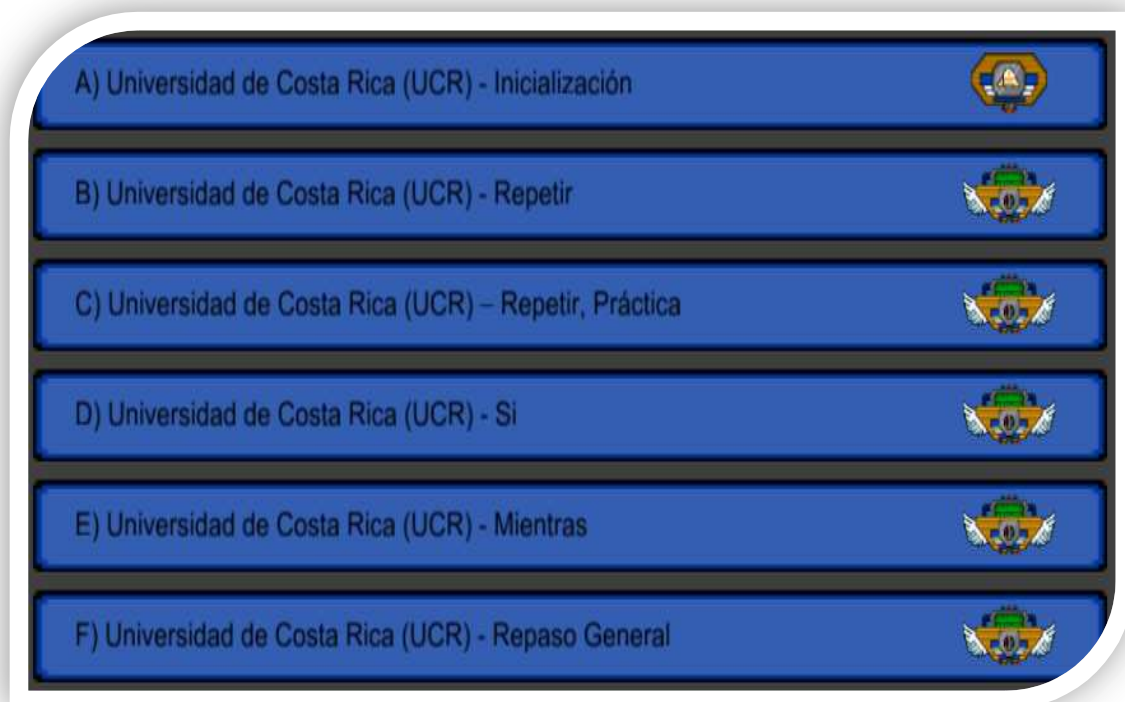 A) Universidad de Costa Rica (UCR) - Inicialización
B) Universidad de Costa Rica (UCR) - Repetir
C) Universidad de Costa Rica (UCR) – Repetir, Práctica
D) Universidad de Costa Rica (UCR) - Si
E) Universidad de Costa Rica (UCR) - Mientras
F) Universidad de Costa Rica (UCR) - Repaso General